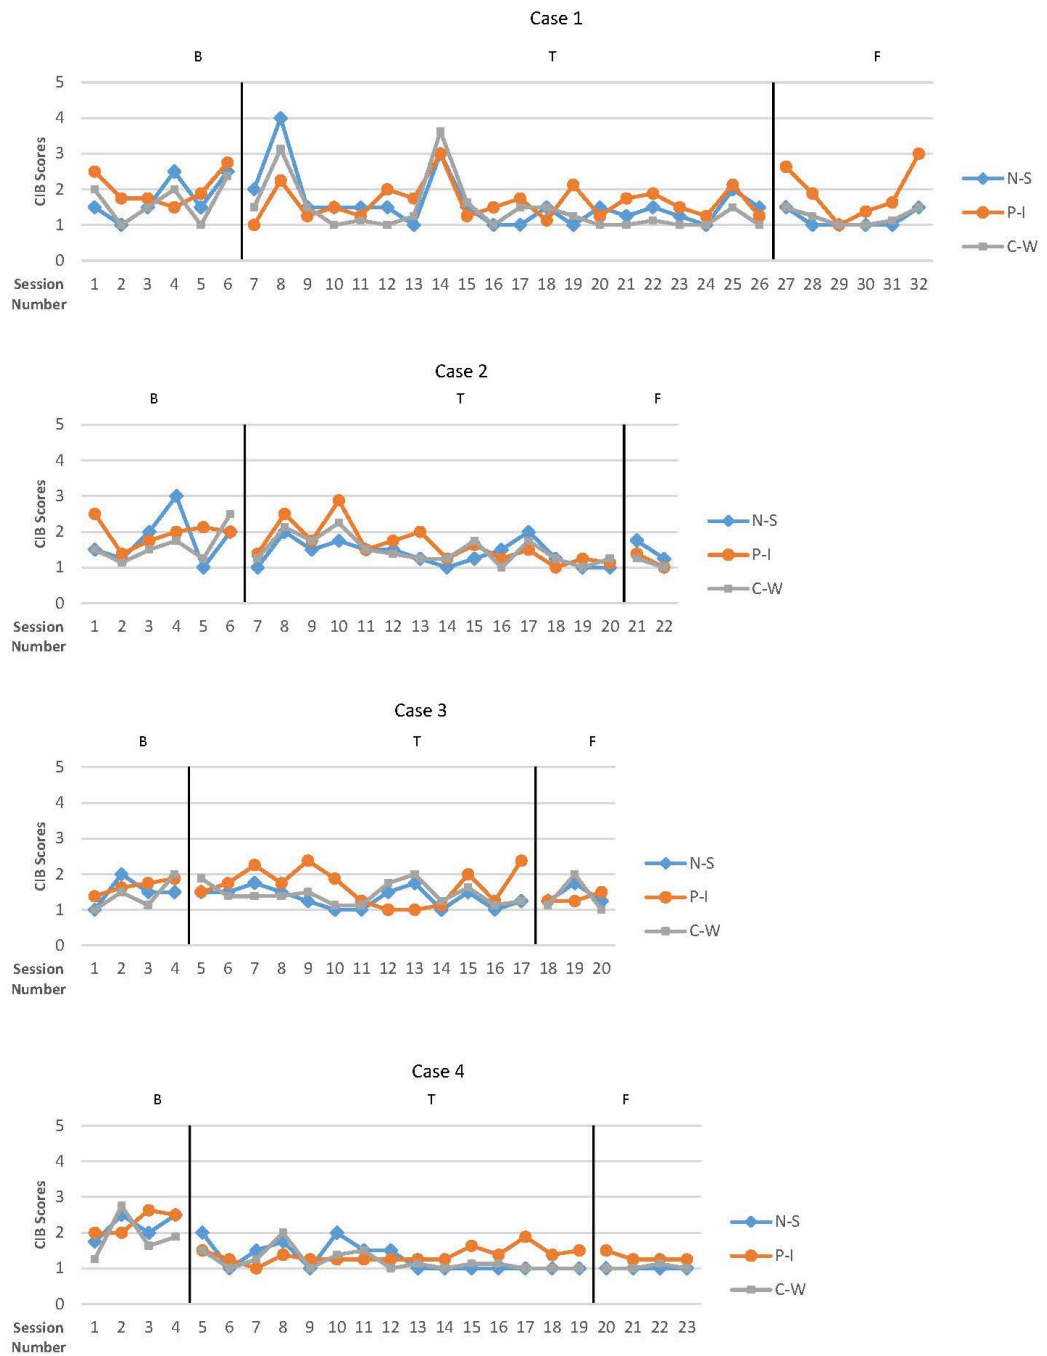 Case 1
B T F
5
4
3
2
1
0
CIB Scores
N-S
P-I
C-W
Session Number
1 2 3 4 5 6 7 8 9 10 11 12 13 14 15 16 17 18 19 20 21 22 23 24 25 26 27 28 29 30 31 32
Case 2
B T F
5
4
3
2
1
0
CIB Scores
N-S
P-I
C-W
Session Number
1 2 3 4 5 6 7 8 9 10 11 12 13 14 15 16 17 18 19 20 21 22
Case 3
B T F
5
4
3
2
1
0
CIB Scores
N-S
P-I
C-W
Session Number
1 2 3 4 5 6 7 8 9 10 11 12 13 14 15 16 17 18 19 20
Case 4
B T F
5
4
3
2
1
0
CIB Scores
N-S
P-I
C-W
Session Number
1 2 3 4 5 6 7 8 9 10 11 12 13 14 15 16 17 18 19 20 21 22 23